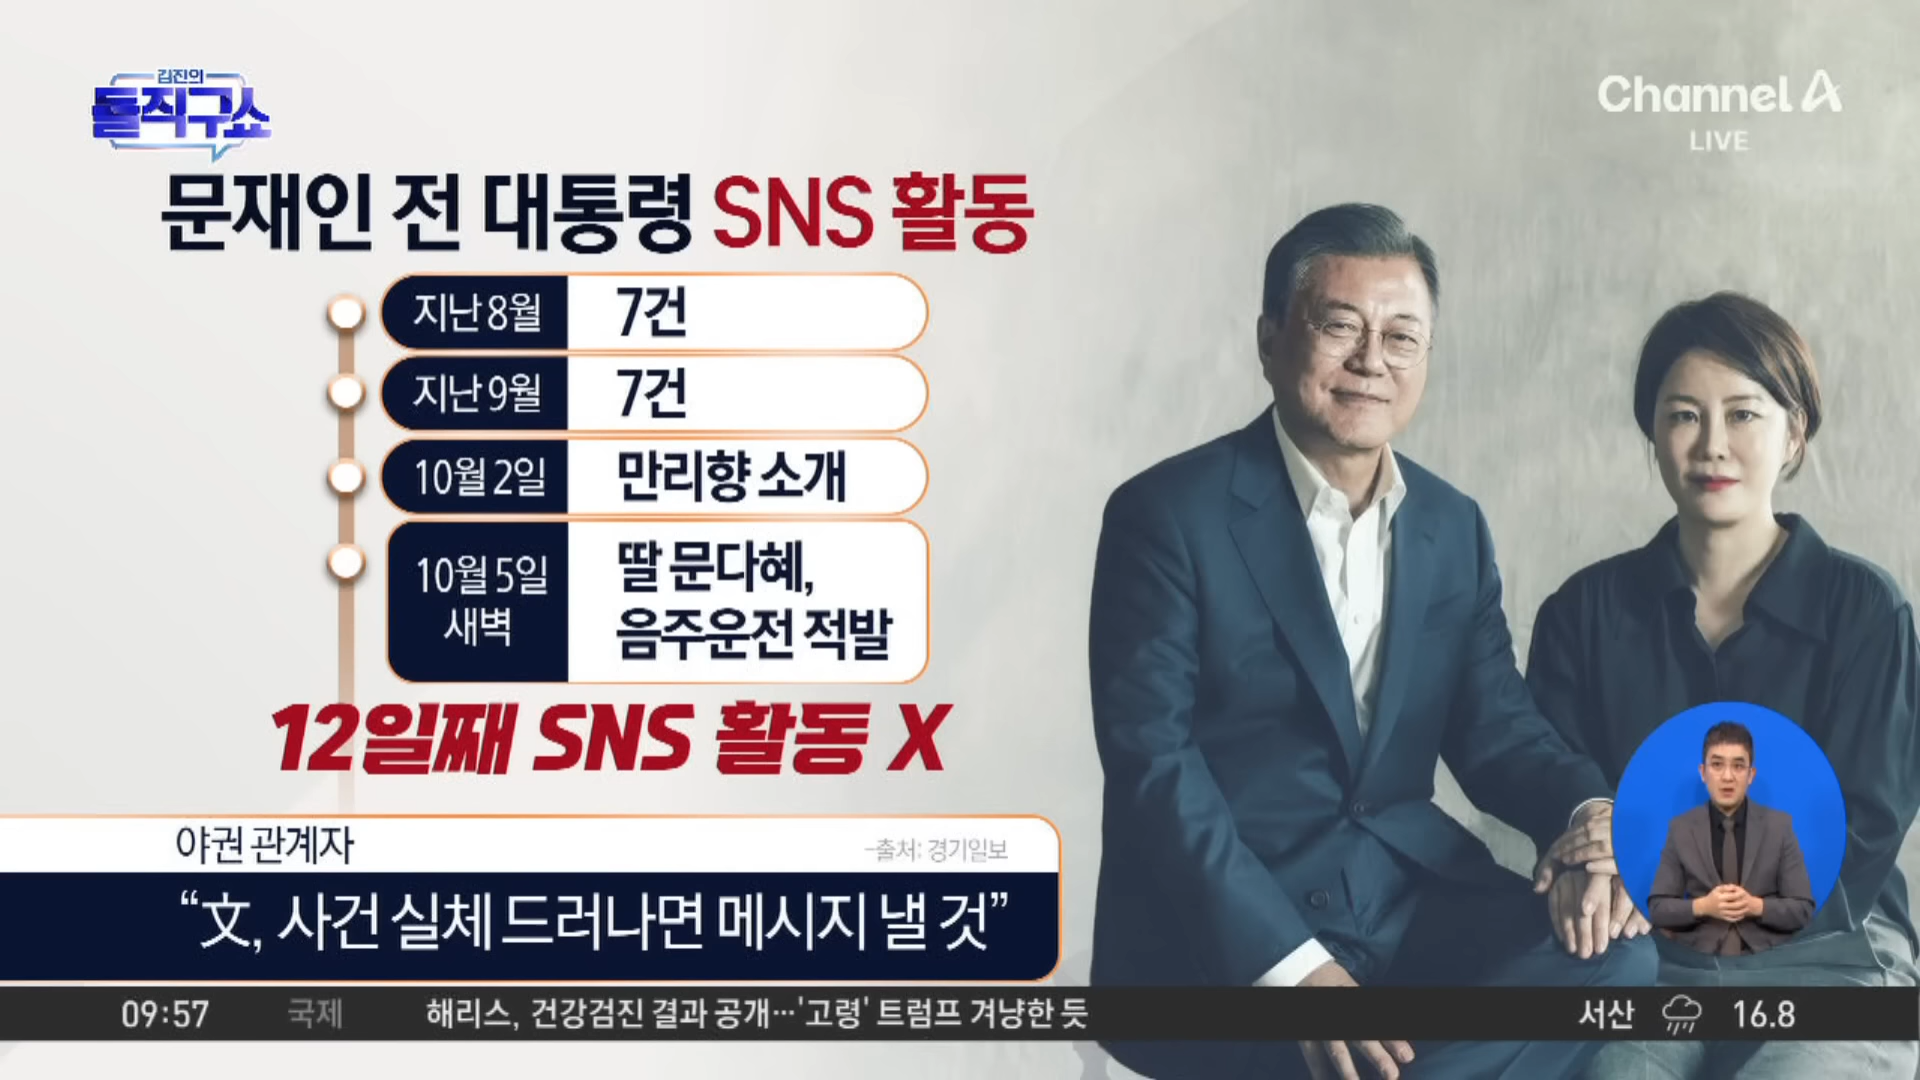 김진의
돌직구쇼
Channel A
LIVE
문재인 전 대통령 SNS 활동
지난 8월 7건
지난 9월 7건
10월 2일 만리향 소개
10월 5일 새벽
딸 문다혜,
음주운전 적발
12일째 SNS 활동 X
야권 관계자 -출처: 경기일보
“文, 사건 실체 드러나면 메시지 낼 것”
09:57 국제 해리스, 건강검진 결과 공개…'고령' 트럼프 겨냥한 듯 서산 16.8